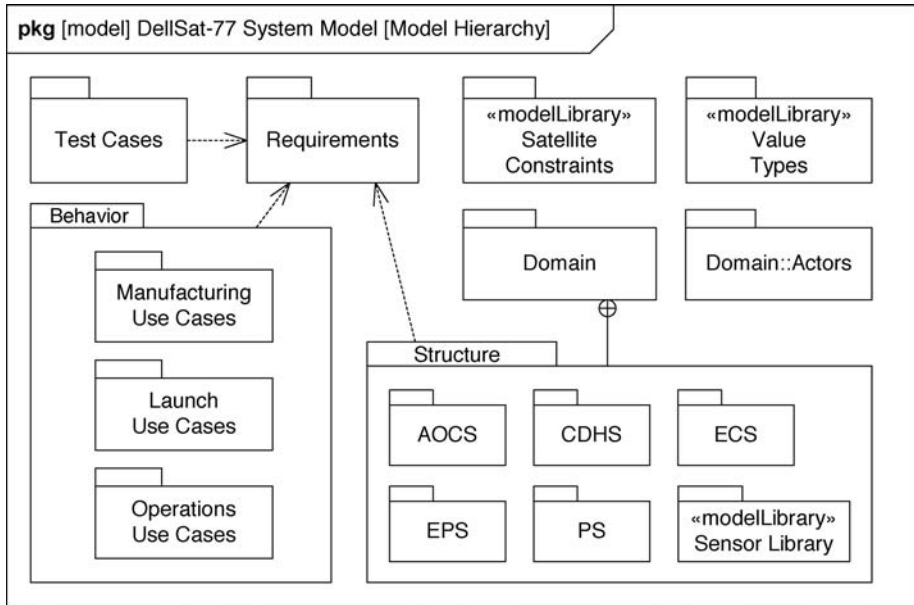 pkg [model] DellSat-77 System Model [Model Hierarchy]
Test Cases
Requirements
«modelLibrary»
Satellite
Constraints
«modelLibrary»
Value
Types
Behavior
Manufacturing
Use Cases
Launch
Use Cases
Operations
Use Cases
Domain
Domain::Actors
Structure
AOCS
CDHS
ECS
EPS
PS
«modelLibrary»
Sensor Library